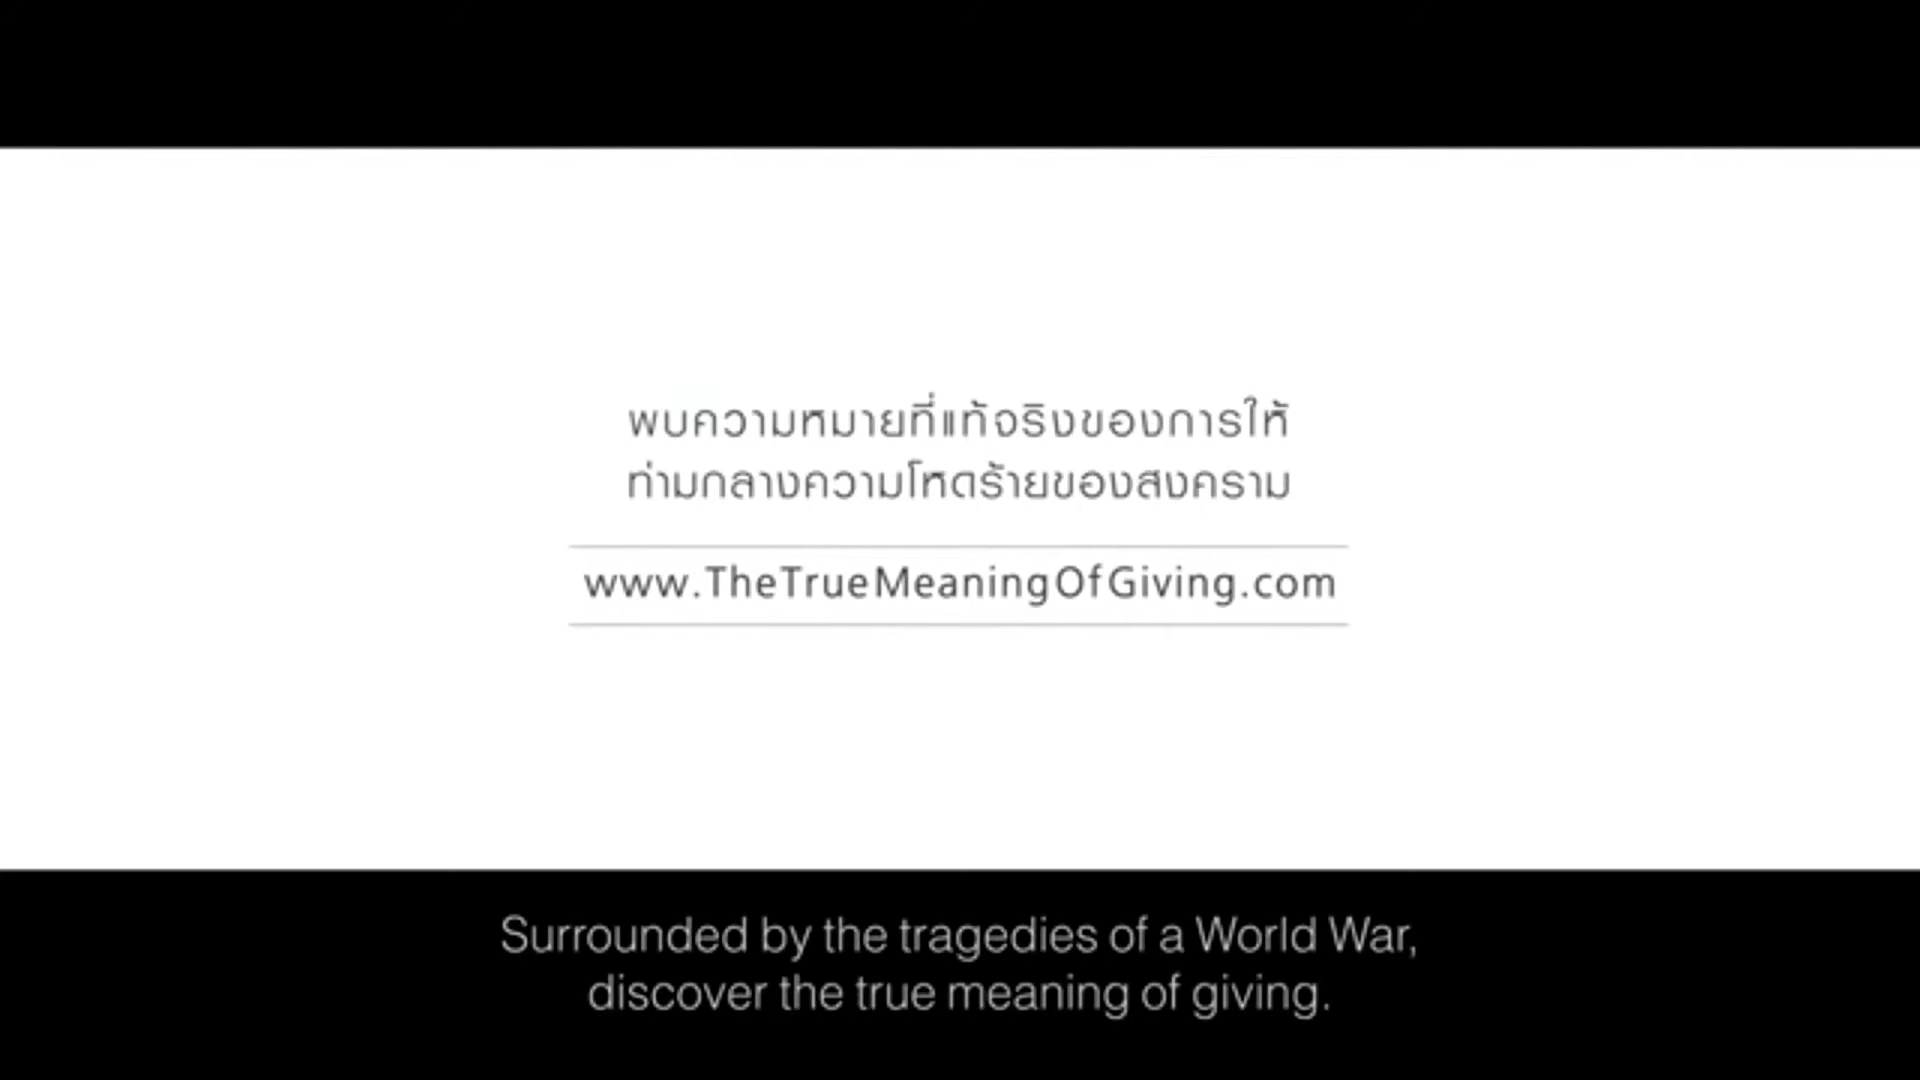 พบความหมายที่แท้จริงของการให้
ท่ามกลางความโหดร้ายของสงคราม
www.TheTrueMeaningOfGiving.com
Surrounded by the tragedies of a World War,
discover the true meaning of giving.